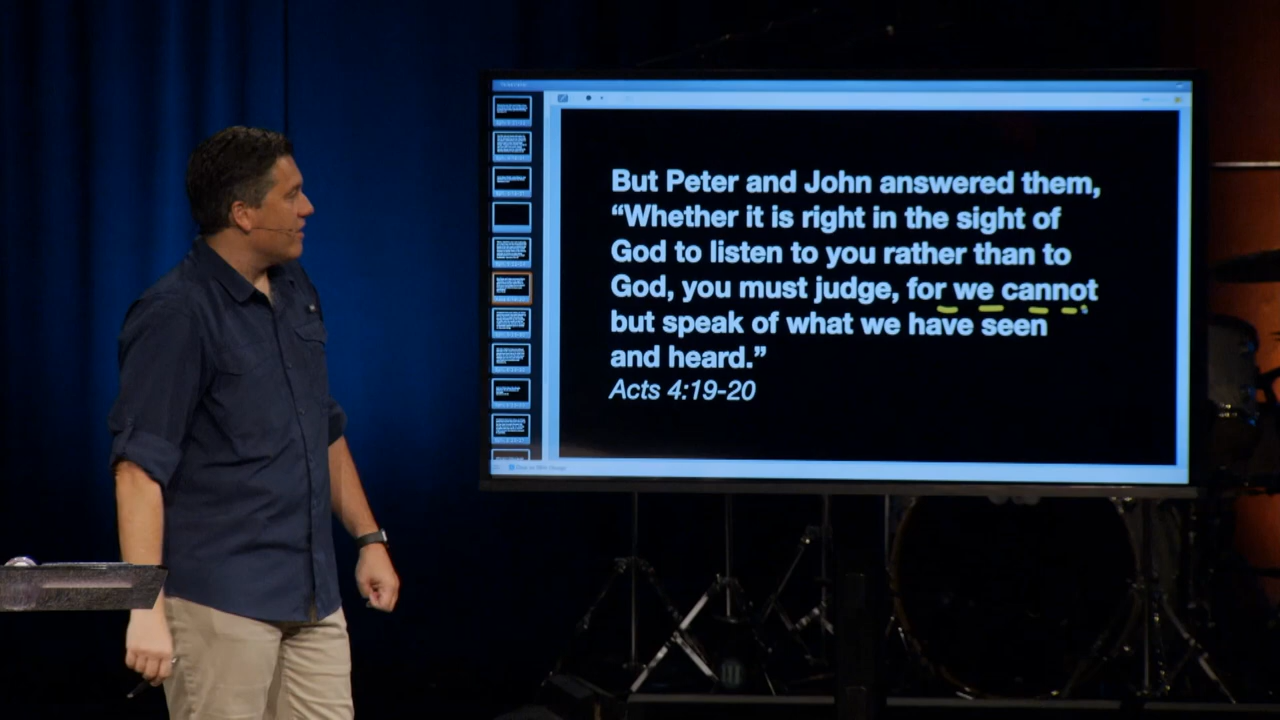 But Peter and John answered them,
“Whether it is right in the sight of
God to listen to you rather than to
God, you must judge, for we cannot
but speak of what we have seen
and heard.”
Acts 4:19-20